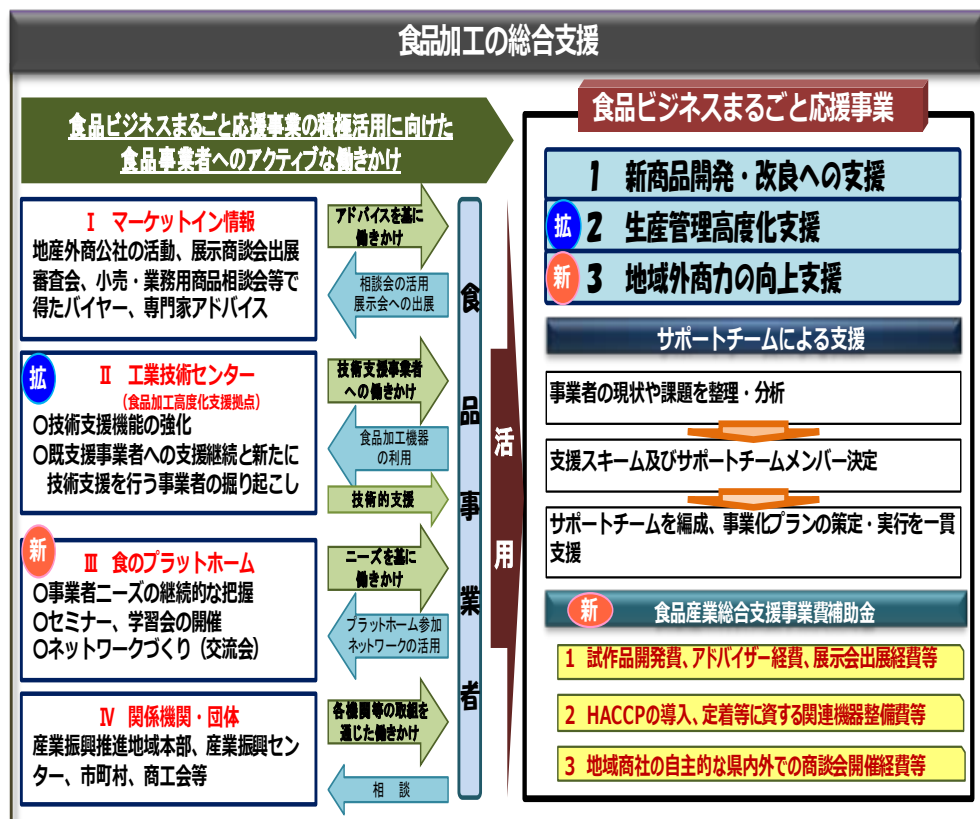 食品加工の総合支援
食品ビジネスまるごと応援事業の積極活用に向けた
食品事業者へのアクティブな働きかけ
Ⅰ マーケットイン情報
地産外商公社の活動、展示商談会出展
審査会、小売・業務用商品相談会等で
得たバイヤー、専門家アドバイス
アドバイスを基に
働きかけ
相談会の活用
展示会への出展
拡
Ⅱ 工業技術センター
（食品加工高度化支援拠点）
○技術支援機能の強化
○既支援事業者への支援継続と新たに
技術支援を行う事業者の掘り起こし
技術支援事業者
への働きかけ
食品加工機器
の利用
技術的支援
新
Ⅲ 食のプラットホーム
○事業者ニーズの継続的な把握
○セミナー、学習会の開催
○ネットワークづくり（交流会）
ニーズを基に
働きかけ
プラットホーム参加
ネットワークの活用
Ⅳ 関係機関・団体
産業振興推進地域本部、産業振興セン
ター、市町村、商工会等
各機関等の取組を
通じた働きかけ
相 談
食品事業者
活用
食品ビジネスまるごと応援事業
1 新商品開発・改良への支援
拡 2 生産管理高度化支援
新 3 地域外商力の向上支援
サポートチームによる支援
事業者の現状や課題を整理・分析
支援スキーム及びサポートチームメンバー決定
サポートチームを編成、事業化プランの策定・実行を一貫
支援
新 食品産業総合支援事業費補助金
1 試作品開発費、アドバイザー経費、展示会出展経費等
2 HACCPの導入、定着等に資する関連機器整備費等
3 地域商社の自主的な県内外での商談会開催経費等